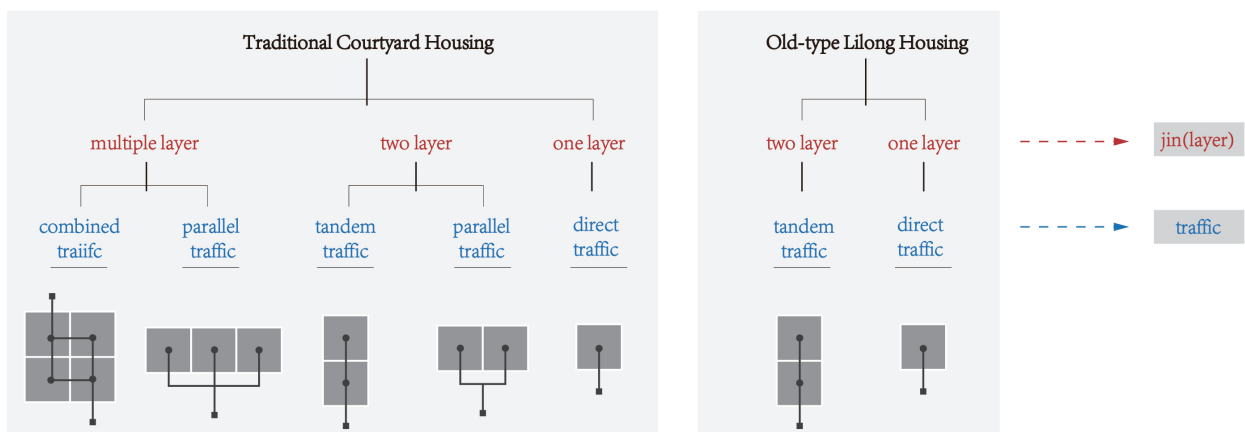 Traditional Courtyard Housing
Old-type Lilong Housing
multiple layer
two layer
one layer
two layer
one layer
jin(layer)
combined
traiifc
parallel
traffic
tandem
traffic
parallel
traffic
direct
traffic
tandem
traffic
direct
traffic
traffic